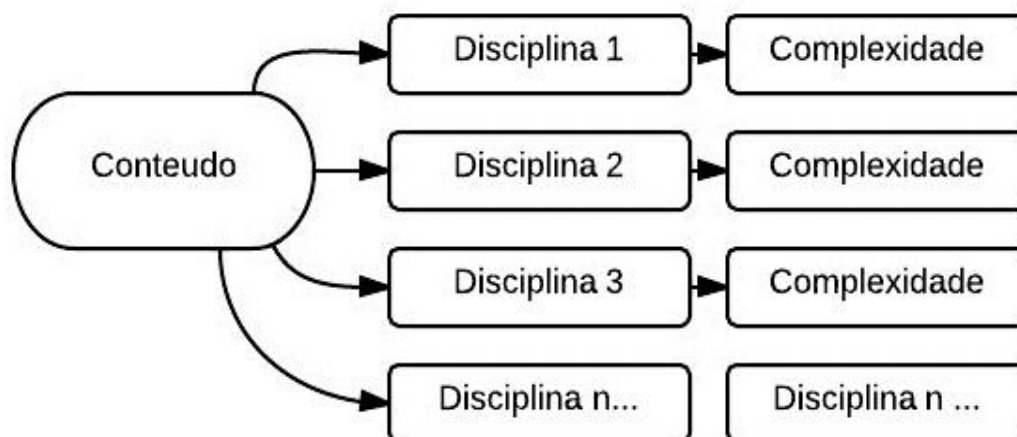 Disciplina 1
Complexidade
Conteudo
Disciplina 2
Complexidade
Disciplina 3
Complexidade
Disciplina n...
Disciplina n ...